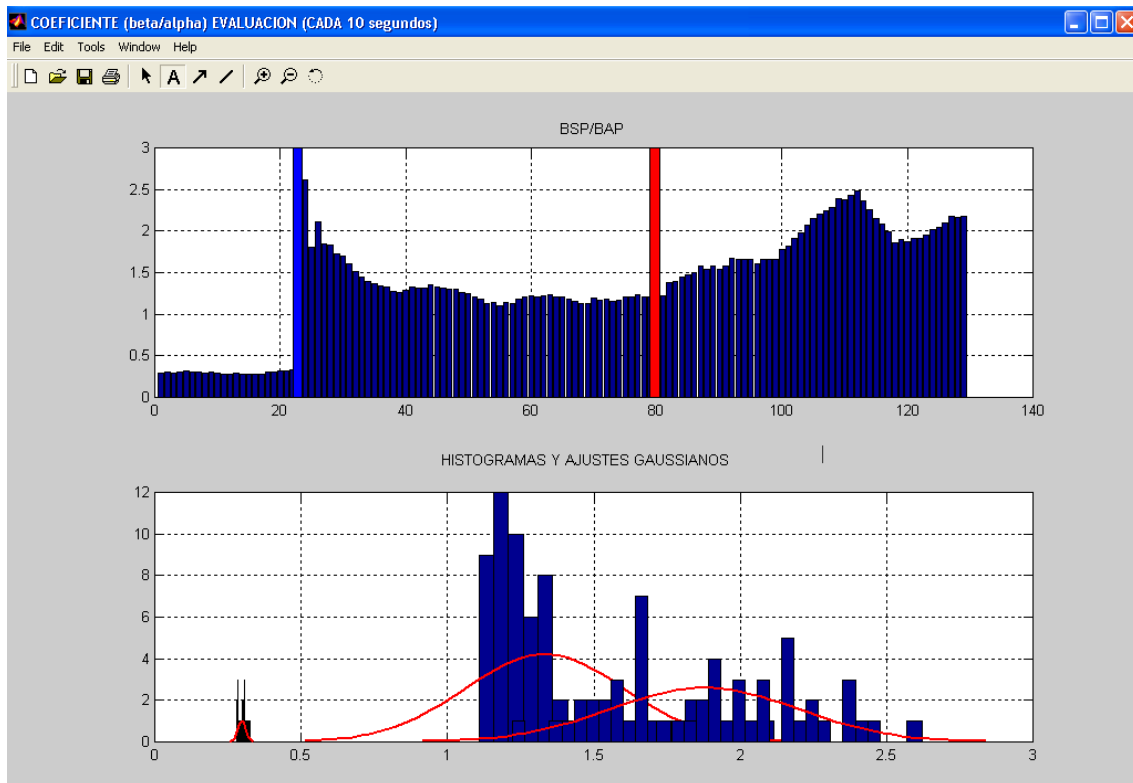 COEFICIENTE (beta/alpha) EVALUACION (CADA 10 segundos)
File Edit Tools Window Help
A
BSP/BAP
3
2.5
2
1.5
1
0.5
0
0 20 40 60 80 100 120 140
HISTOGRAMAS Y AJUSTES GAUSSIANOS
12
10
8
6
4
2
0
0 0.5 1 1.5 2 2.5 3